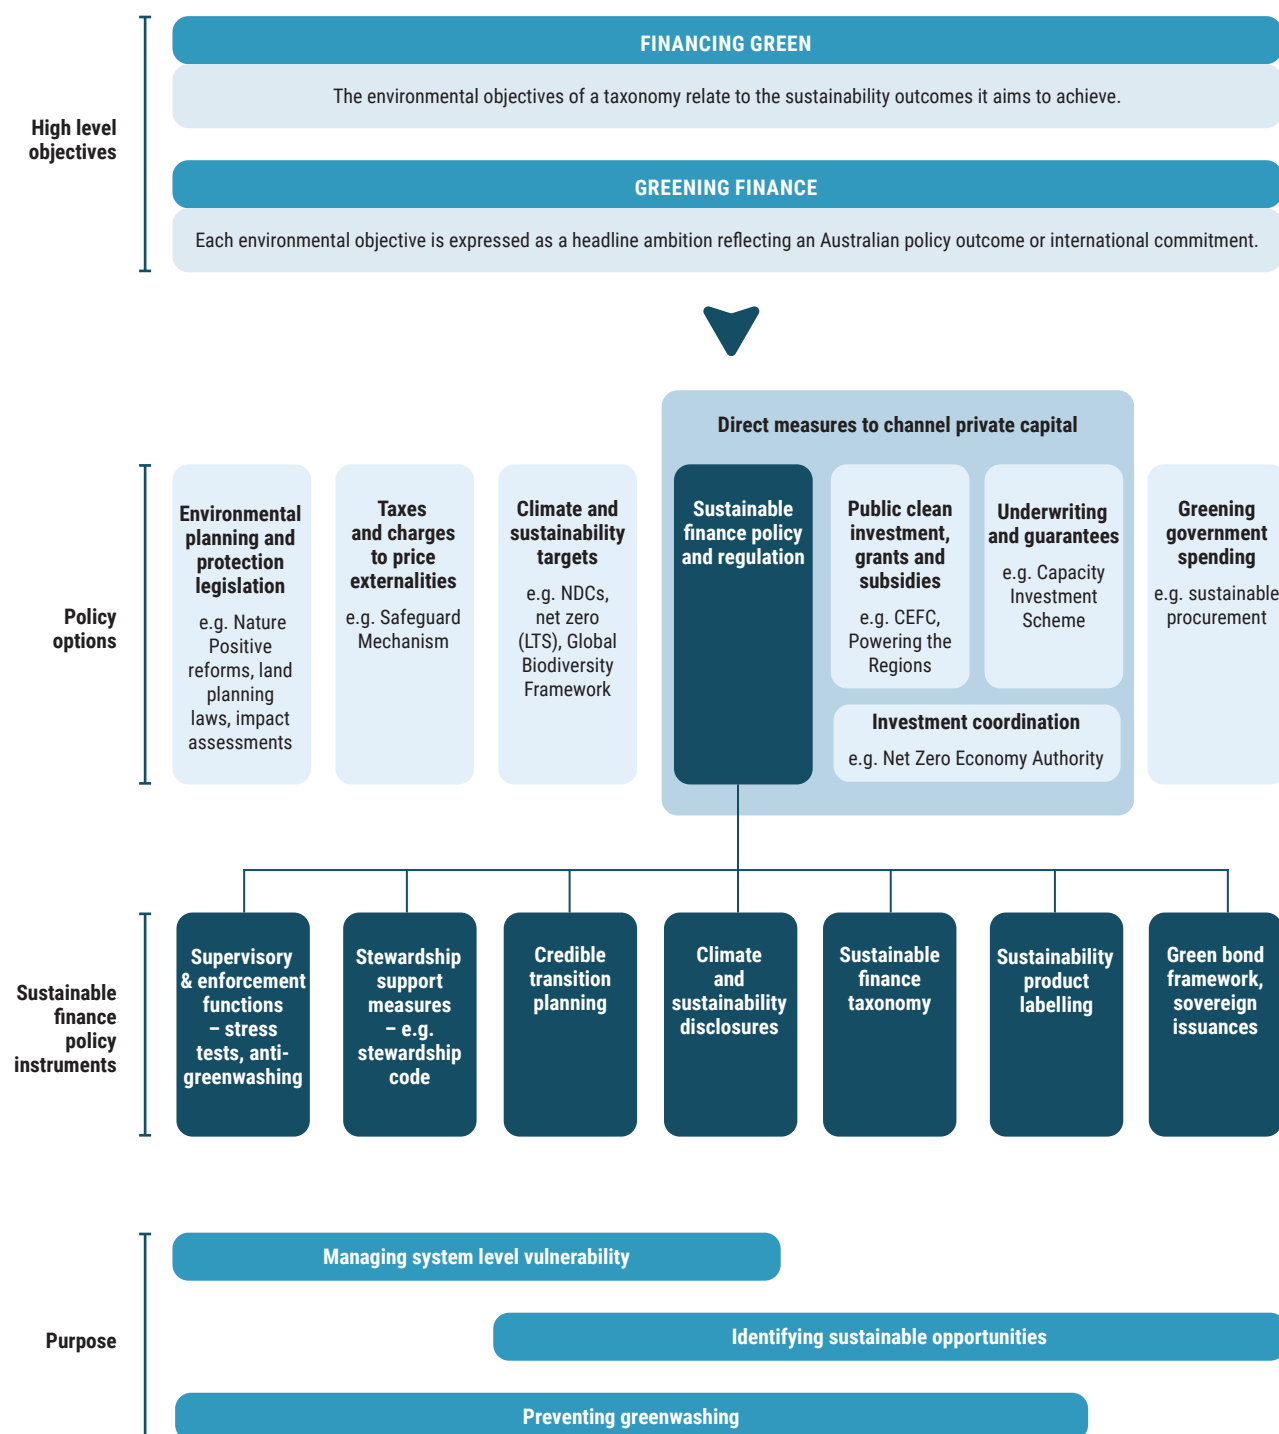 FINANCING GREEN
The environmental objectives of a taxonomy relate to the sustainability outcomes it aims to achieve.
High level
objectives
GREENING FINANCE
Each environmental objective is expressed as a headline ambition reflecting an Australian policy outcome or international commitment.
Direct measures to channel private capital
Policy
options
Environmental
planning and
protection
legislation
e.g. Nature
Positive
reforms, land
planning
laws, impact
assessments
Taxes
and charges
to price
externalities
e.g. Safeguard
Mechanism
Climate and
sustainability
targets
e.g. NDCs,
net zero
(LTS), Global
Biodiversity
Framework
Sustainable
finance policy
and regulation
Public clean
investment,
grants and
subsidies
e.g. CEFC,
Powering the
Regions
Underwriting
and guarantees
e.g. Capacity
Investment
Scheme
Investment coordination
e.g. Net Zero Economy Authority
Greening
government
spending
e.g. sustainable
procurement
Sustainable
finance
policy
instruments
Supervisory
& enforcement
functions
– stress
tests, anti-
greenwashing
Stewardship
support
measures
– e.g.
stewardship
code
Credible
transition
planning
Climate
and
sustainability
disclosures
Sustainable
finance
taxonomy
Sustainability
product
labelling
Green bond
framework,
sovereign
issuances
Purpose
Managing system level vulnerability
Identifying sustainable opportunities
Preventing greenwashing